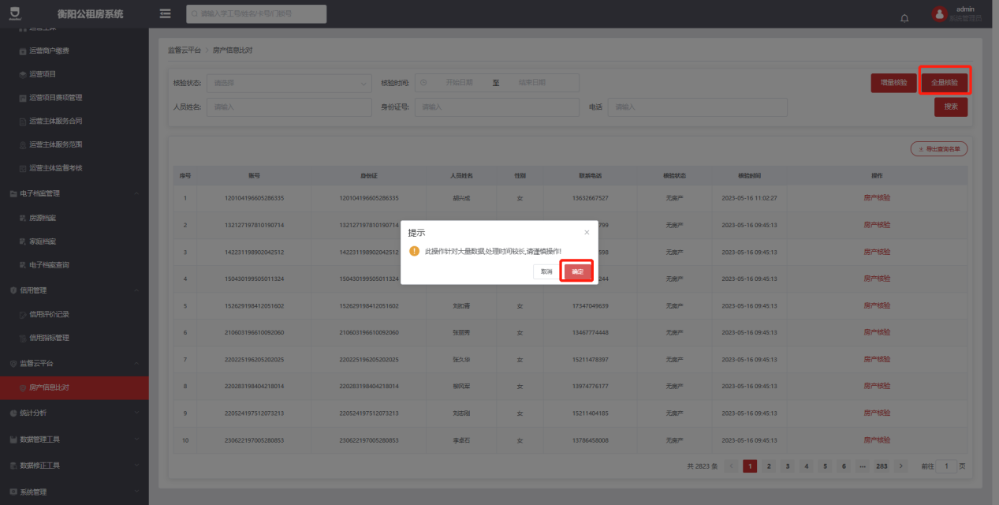 衡阳公租房系统
请输入学工号/姓名/卡号/门锁号
admin
系统管理员
运营主体
运营商户缴费
运营项目
运营项目费项管理
运营主体服务合同
运营主体服务范围
运营主体监督考核
电子档案管理
房源档案
家庭档案
电子档案查询
信用管理
信用评价记录
信用指标管理
监督云平台
房产信息比对
统计分析
数据管理工具
数据修正工具
系统管理
监督云平台 > 房产信息比对
核验状态: 请选择 核验时间: 开始日期 至 结束日期 增量核验 全量核验
人员姓名: 请输入 身份证号: 请输入 电话 请输入 搜索
导出查询名单
序号 账号 身份证 人员姓名 性别 联系电话 核验状态 核验时间 操作
1 120104196605286335 120104196605286335 胡兴成 女 13632667527 无房产 2023-05-16 11:02:27 房产核验
2 132127197810190714 132127197810190714 799 无房产 2023-05-16 09:45:13 房产核验
3 142231198902042512 142231198902042512 598 无房产 2023-05-16 09:45:13 房产核验
4 150430199505011324 150430199505011324 244 无房产 2023-05-16 09:45:13 房产核验
5 152629198412051602 152629198412051602 女 17347049639 无房产 2023-05-16 09:45:13 房产核验
6 210603196610092060 210603196610092060 张丽秀 女 13467774448 无房产 2023-05-16 09:45:13 房产核验
7 220225196205202025 220225196205202025 张久华 女 15211478397 无房产 2023-05-16 09:45:13 房产核验
8 220283198404218014 220283198404218014 柳凤军 女 13974776177 无房产 2023-05-16 09:45:13 房产核验
9 220524197512073213 220524197512073213 刘志刚 女 15211404185 无房产 2023-05-16 09:45:13 房产核验
10 230622197005280853 230622197005280853 李卓石 女 13786458008 无房产 2023-05-16 09:45:13 房产核验
提示
此操作针对大量数据,处理时间较长,请谨慎操作!
取消 确定
共 2823 条 < 1 2 3 4 5 6 ··· 283 > 前往 1 页